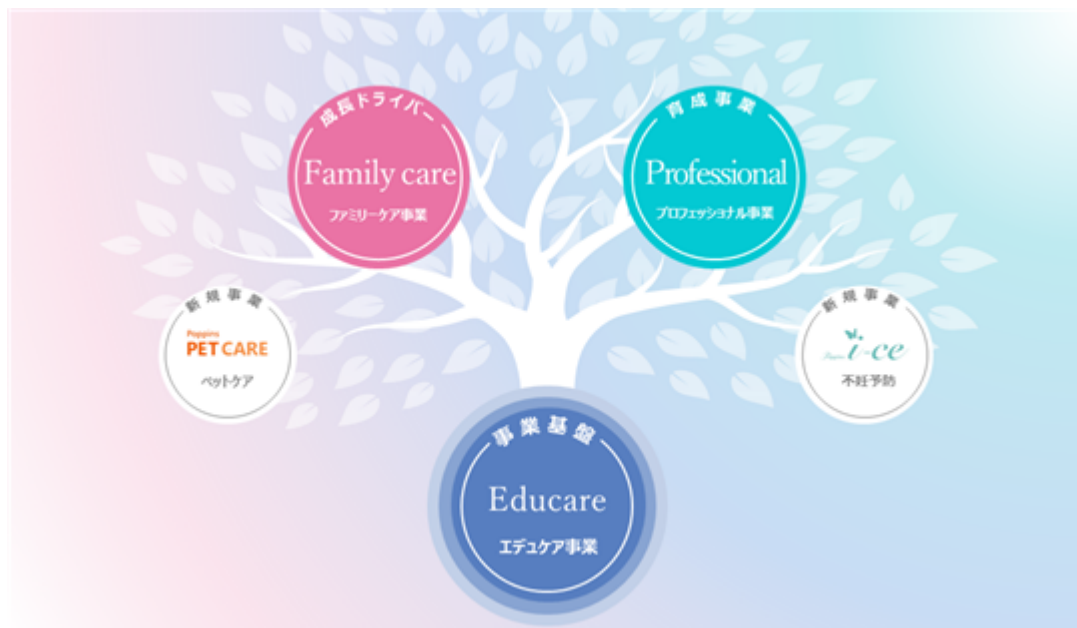 成長ドライバー
Family care
ファミリーケア事業
育成事業
Professional
プロフェッショナル事業
新規事業
Poppins
PET CARE
ペットケア
新規事業
Poppins i-ce
不妊予防
事業基盤
Educare
エデュケア事業